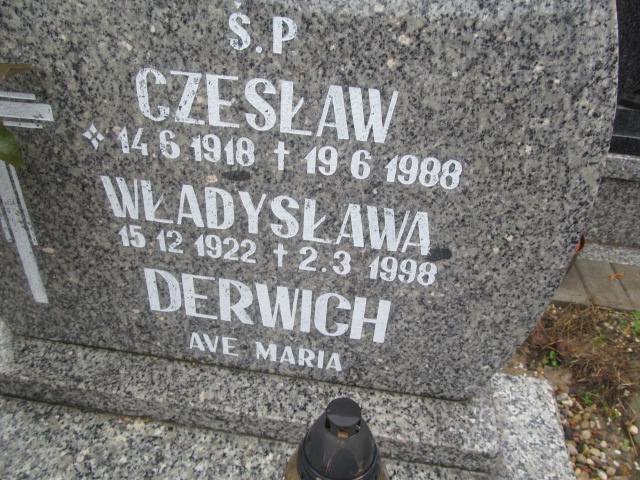 Ś.P
CZESŁAW
14.6 1918 † 19 6 1988
WŁADYSŁAWA
15.12 1922 † 2.3 1998
DERWICH
AVE MARIA